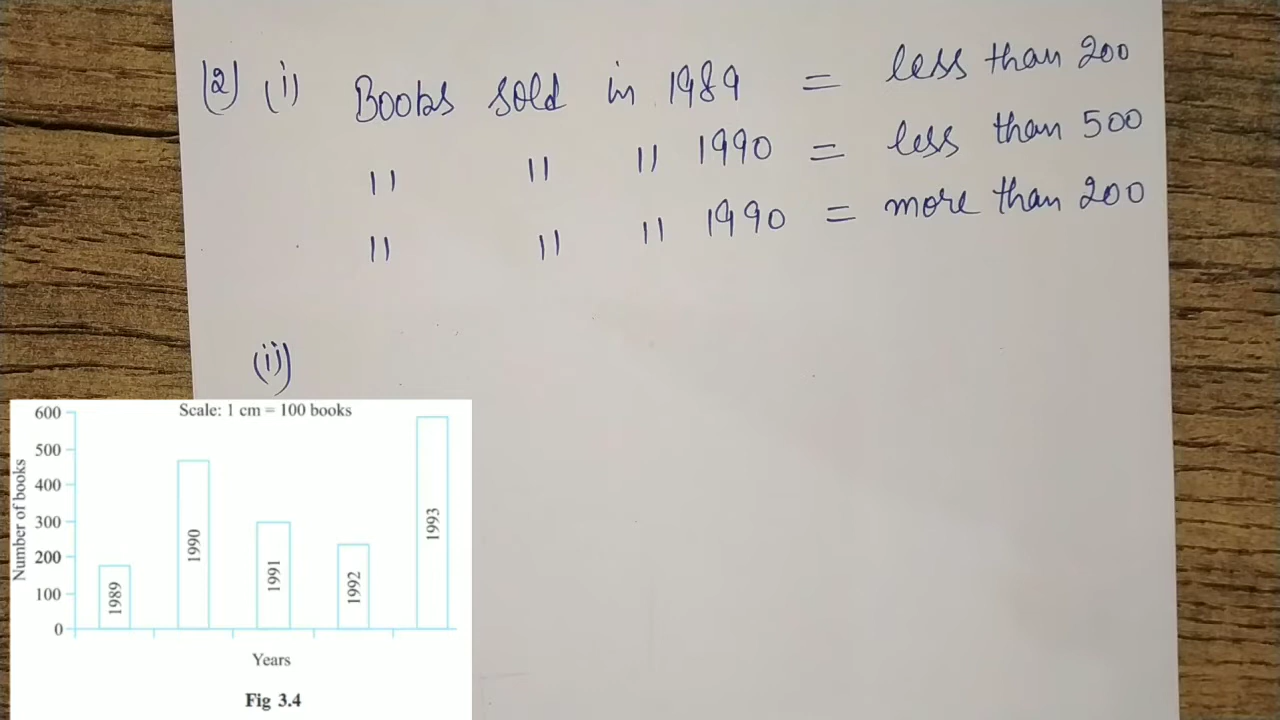 (2) (i) Books sold in 1989 = less than 200
" " " 1990 = less than 500
" " " 1990 = more than 200
(ii)
Scale: 1 cm = 100 books
600
500
400
300
200
100
0
Number of books
1989
1990
1991
1992
1993
Years
Fig 3.4